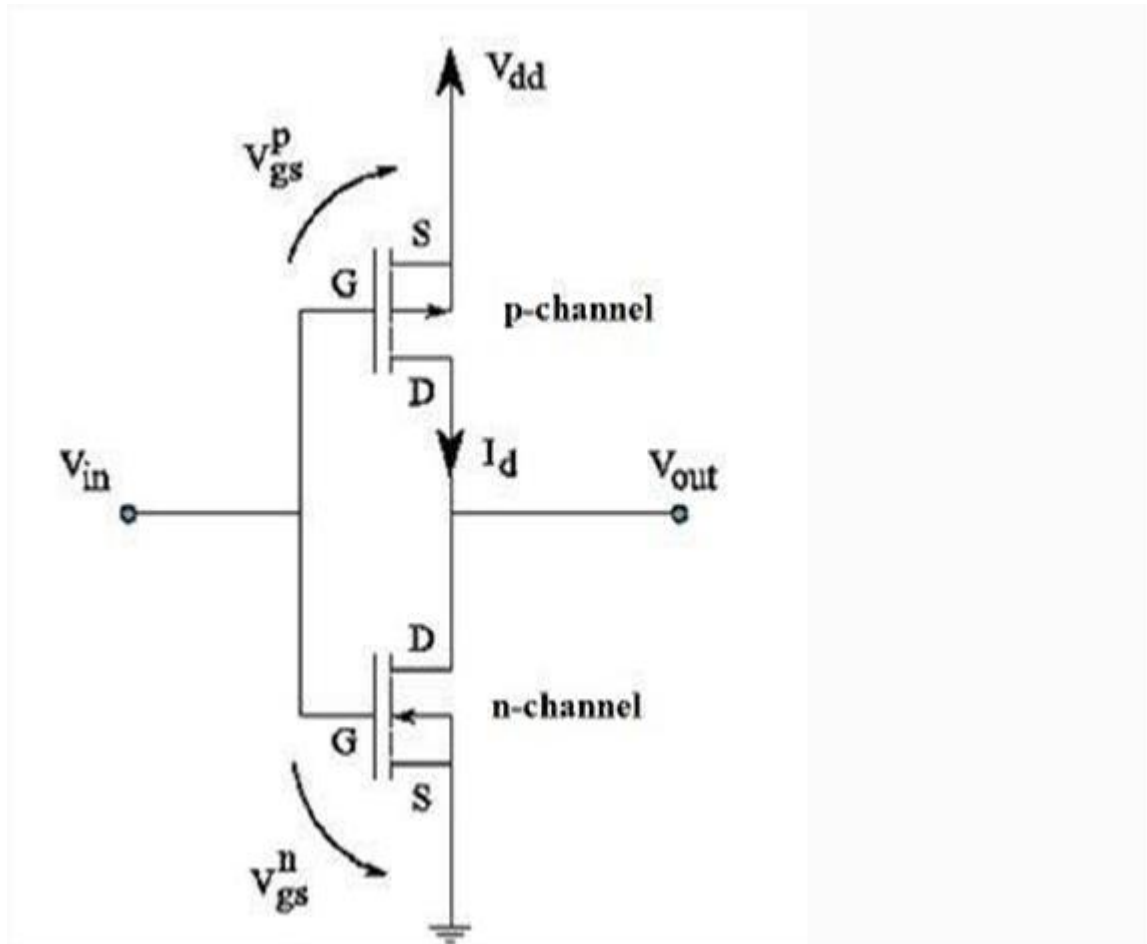 Vdd
V^p_gs
S
G
p-channel
D
Id
Vin
Vout
D
n-channel
G
S
V^n_gs